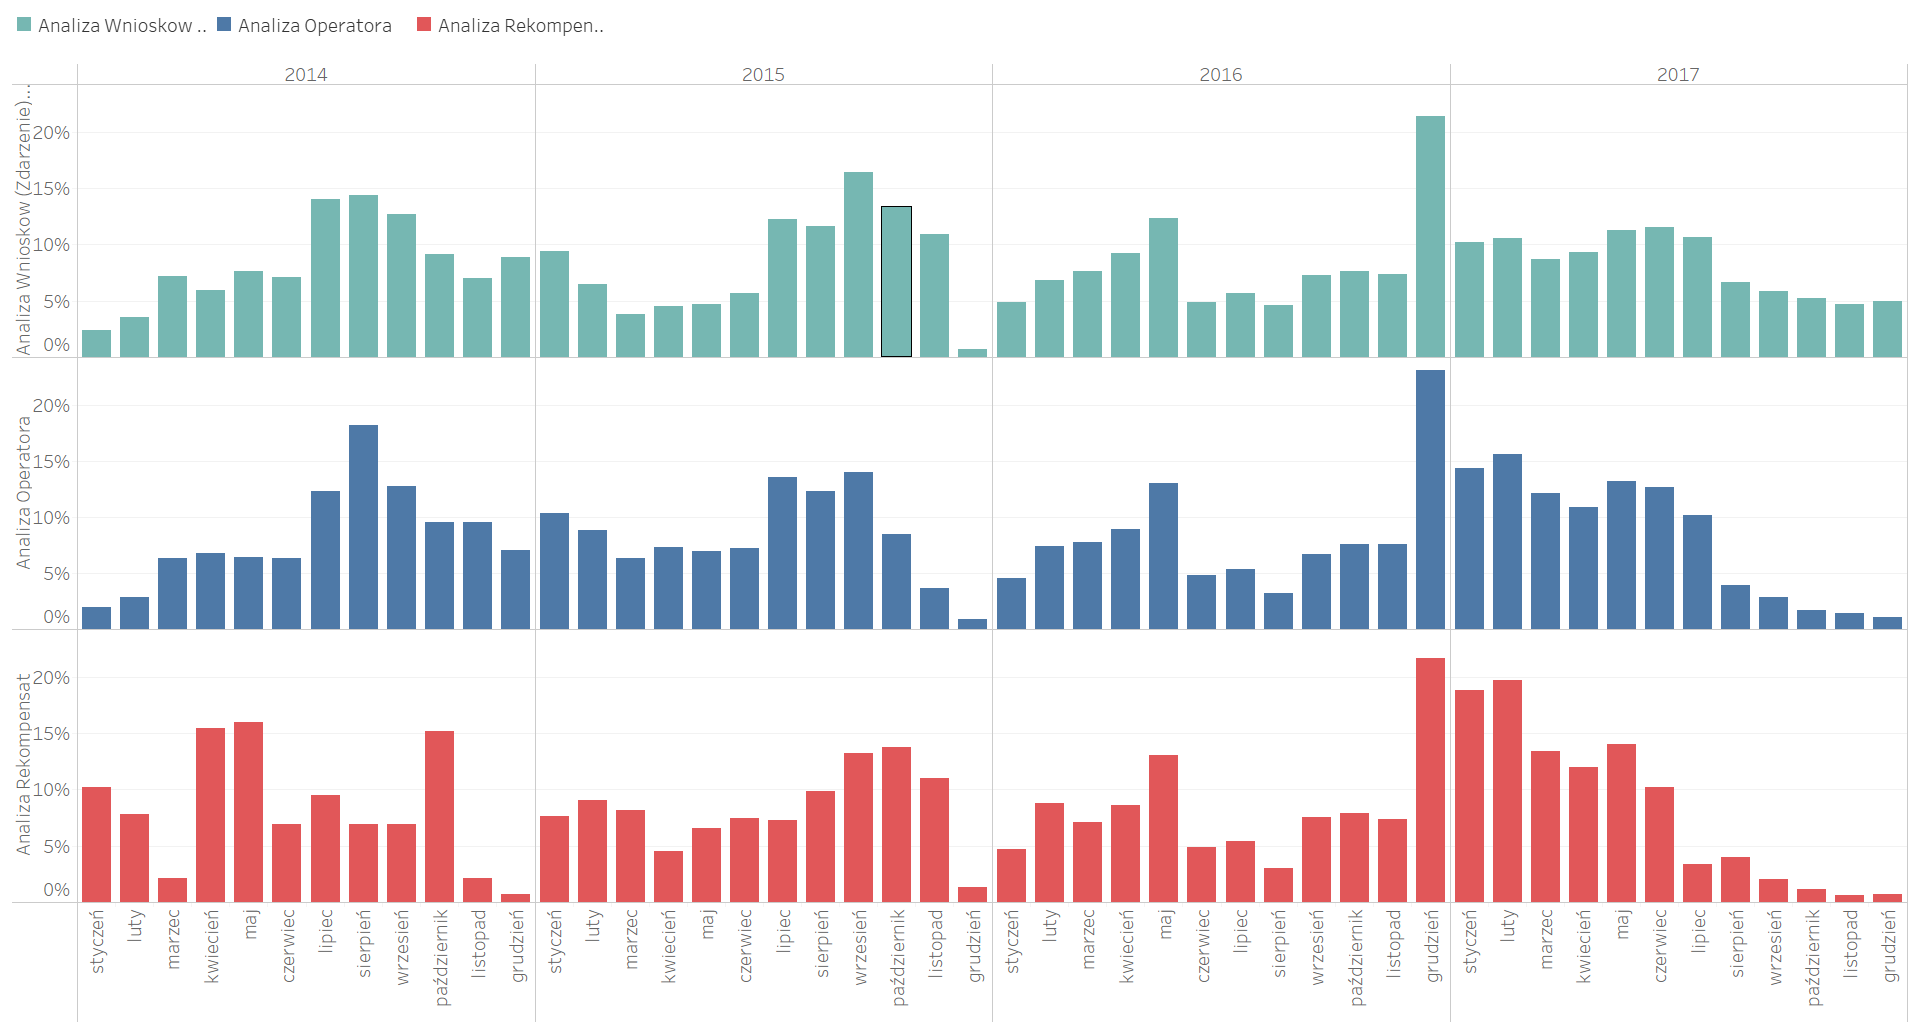 Analiza Wnioskow .. Analiza Operatora Analiza Rekompen..
2014 2015 2016 2017
Analiza Wnioskow (Zdarzenie)...
20%
15%
10%
5%
0%
Analiza Operatora
20%
15%
10%
5%
0%
Analiza Rekompensat
20%
15%
10%
5%
0%
styczeń luty marzec kwiecień maj czerwiec lipiec sierpień wrzesień październik listopad grudzień styczeń luty marzec kwiecień maj czerwiec lipiec sierpień wrzesień październik listopad grudzień styczeń luty marzec kwiecień maj czerwiec lipiec sierpień wrzesień październik listopad grudzień styczeń luty marzec kwiecień maj czerwiec lipiec sierpień wrzesień październik listopad grudzień